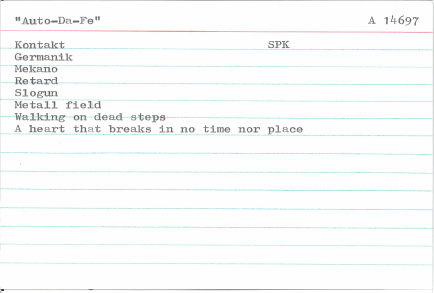 "Auto-Da-Fe" A 14697
Kontakt SPK
Germanik
Mekano
Retard
Slogun
Metall field
Walking on dead steps
A heart that breaks in no time nor place